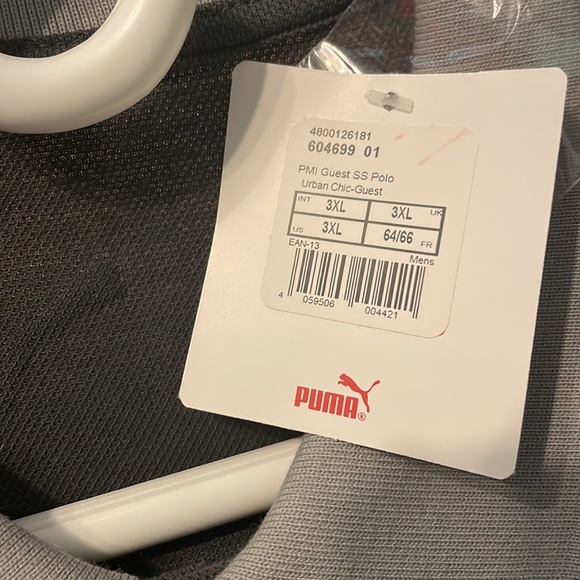 4800126181
604699 01
PMI Guest SS Polo
Urban Chic-Guest
INT 3XL 3XL UK
US 3XL 64/66 FR
EAN-13 Mens
4 059506 004421
PUMA®